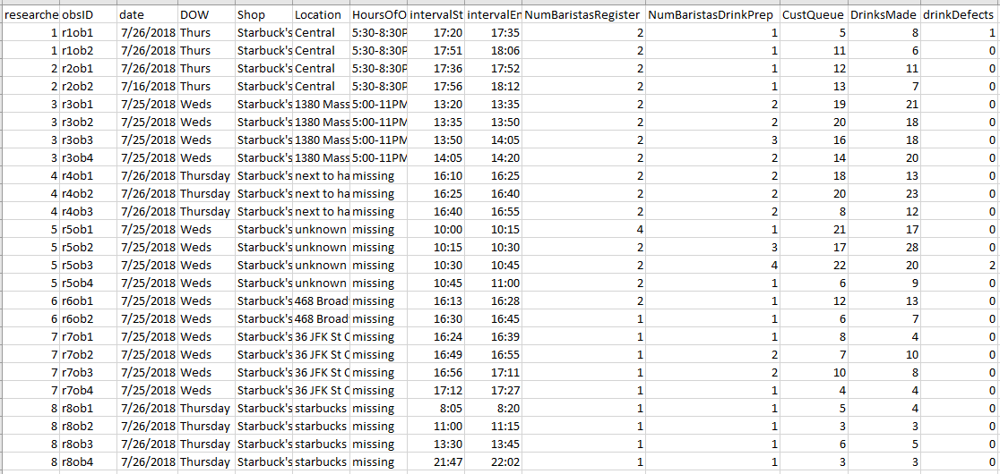 researche obsID date DOW Shop Location HoursOfO intervalSt intervalEn NumBaristasRegister NumBaristasDrinkPrep CustQueue DrinksMade drinkDefects
1 r1ob1 7/26/2018 Thurs Starbuck's Central 5:30-8:30P 17:20 17:35 2 1 5 8 1
1 r1ob2 7/26/2018 Thurs Starbuck's Central 5:30-8:30P 17:51 18:06 2 1 11 6 0
2 r2ob1 7/26/2018 Thurs Starbuck's Central 5:30-8:30P 17:36 17:52 2 1 12 11 0
2 r2ob2 7/16/2018 Thurs Starbuck's Central 5:30-8:30P 17:56 18:12 2 1 13 7 0
3 r3ob1 7/25/2018 Weds Starbuck's 1380 Mass 5:00-11PM 13:20 13:35 2 2 19 21 0
3 r3ob2 7/25/2018 Weds Starbuck's 1380 Mass 5:00-11PM 13:35 13:50 2 2 20 18 0
3 r3ob3 7/25/2018 Weds Starbuck's 1380 Mass 5:00-11PM 13:50 14:05 2 3 16 18 0
3 r3ob4 7/25/2018 Weds Starbuck's 1380 Mass 5:00-11PM 14:05 14:20 2 2 14 20 0
4 r4ob1 7/26/2018 Thursday Starbuck's next to ha missing 16:10 16:25 2 2 18 13 0
4 r4ob2 7/26/2018 Thursday Starbuck's next to ha missing 16:25 16:40 2 2 20 23 0
4 r4ob3 7/26/2018 Thursday Starbuck's next to ha missing 16:40 16:55 2 2 8 12 0
5 r5ob1 7/25/2018 Weds Starbuck's unknown missing 10:00 10:15 4 1 21 17 0
5 r5ob2 7/25/2018 Weds Starbuck's unknown missing 10:15 10:30 2 3 17 28 0
5 r5ob3 7/25/2018 Weds Starbuck's unknown missing 10:30 10:45 2 4 22 20 2
5 r5ob4 7/25/2018 Weds Starbuck's unknown missing 10:45 11:00 2 1 6 9 0
6 r6ob1 7/25/2018 Weds Starbuck's 468 Broad missing 16:13 16:28 2 1 12 13 0
6 r6ob2 7/25/2018 Weds Starbuck's 468 Broad missing 16:30 16:45 1 1 6 7 0
7 r7ob1 7/25/2018 Weds Starbuck's 36 JFK St C missing 16:24 16:39 1 1 8 4 0
7 r7ob2 7/25/2018 Weds Starbuck's 36 JFK St C missing 16:49 16:55 1 2 7 10 0
7 r7ob3 7/25/2018 Weds Starbuck's 36 JFK St C missing 16:56 17:11 1 2 10 8 0
7 r7ob4 7/25/2018 Weds Starbuck's 36 JFK St C missing 17:12 17:27 1 1 4 4 0
8 r8ob1 7/26/2018 Thursday Starbuck's starbucks missing 8:05 8:20 1 1 5 4 0
8 r8ob2 7/26/2018 Thursday Starbuck's starbucks missing 11:00 11:15 1 1 3 3 0
8 r8ob3 7/26/2018 Thursday Starbuck's starbucks missing 13:30 13:45 1 1 6 5 0
8 r8ob4 7/26/2018 Thursday Starbuck's starbucks missing 21:47 22:02 1 1 3 3 0